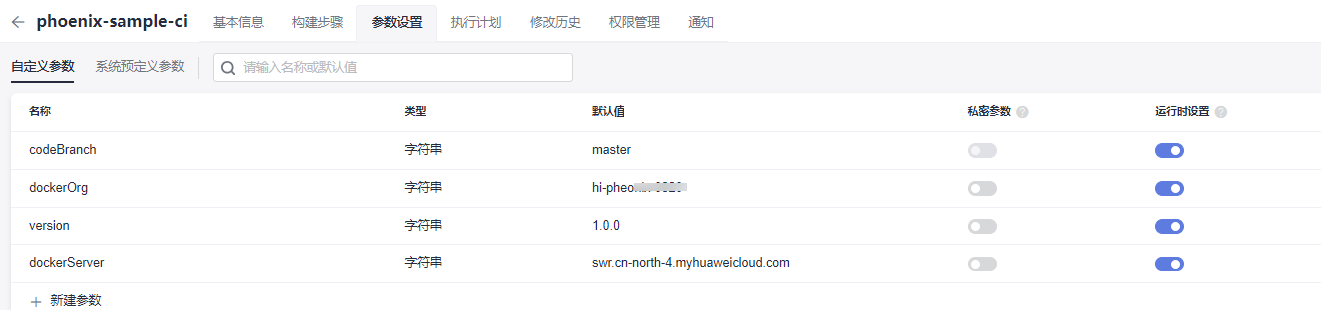 phoenix-sample-ci 基本信息 构建步骤 参数设置 执行计划 修改历史 权限管理 通知
自定义参数 系统预定义参数 请输入名称或默认值
名称 类型 默认值 私密参数 运行时设置
codeBranch 字符串 master
dockerOrg 字符串
version 字符串 1.0.0
dockerServer 字符串 swr.cn-north-4.myhuaweicloud.com
+ 新建参数